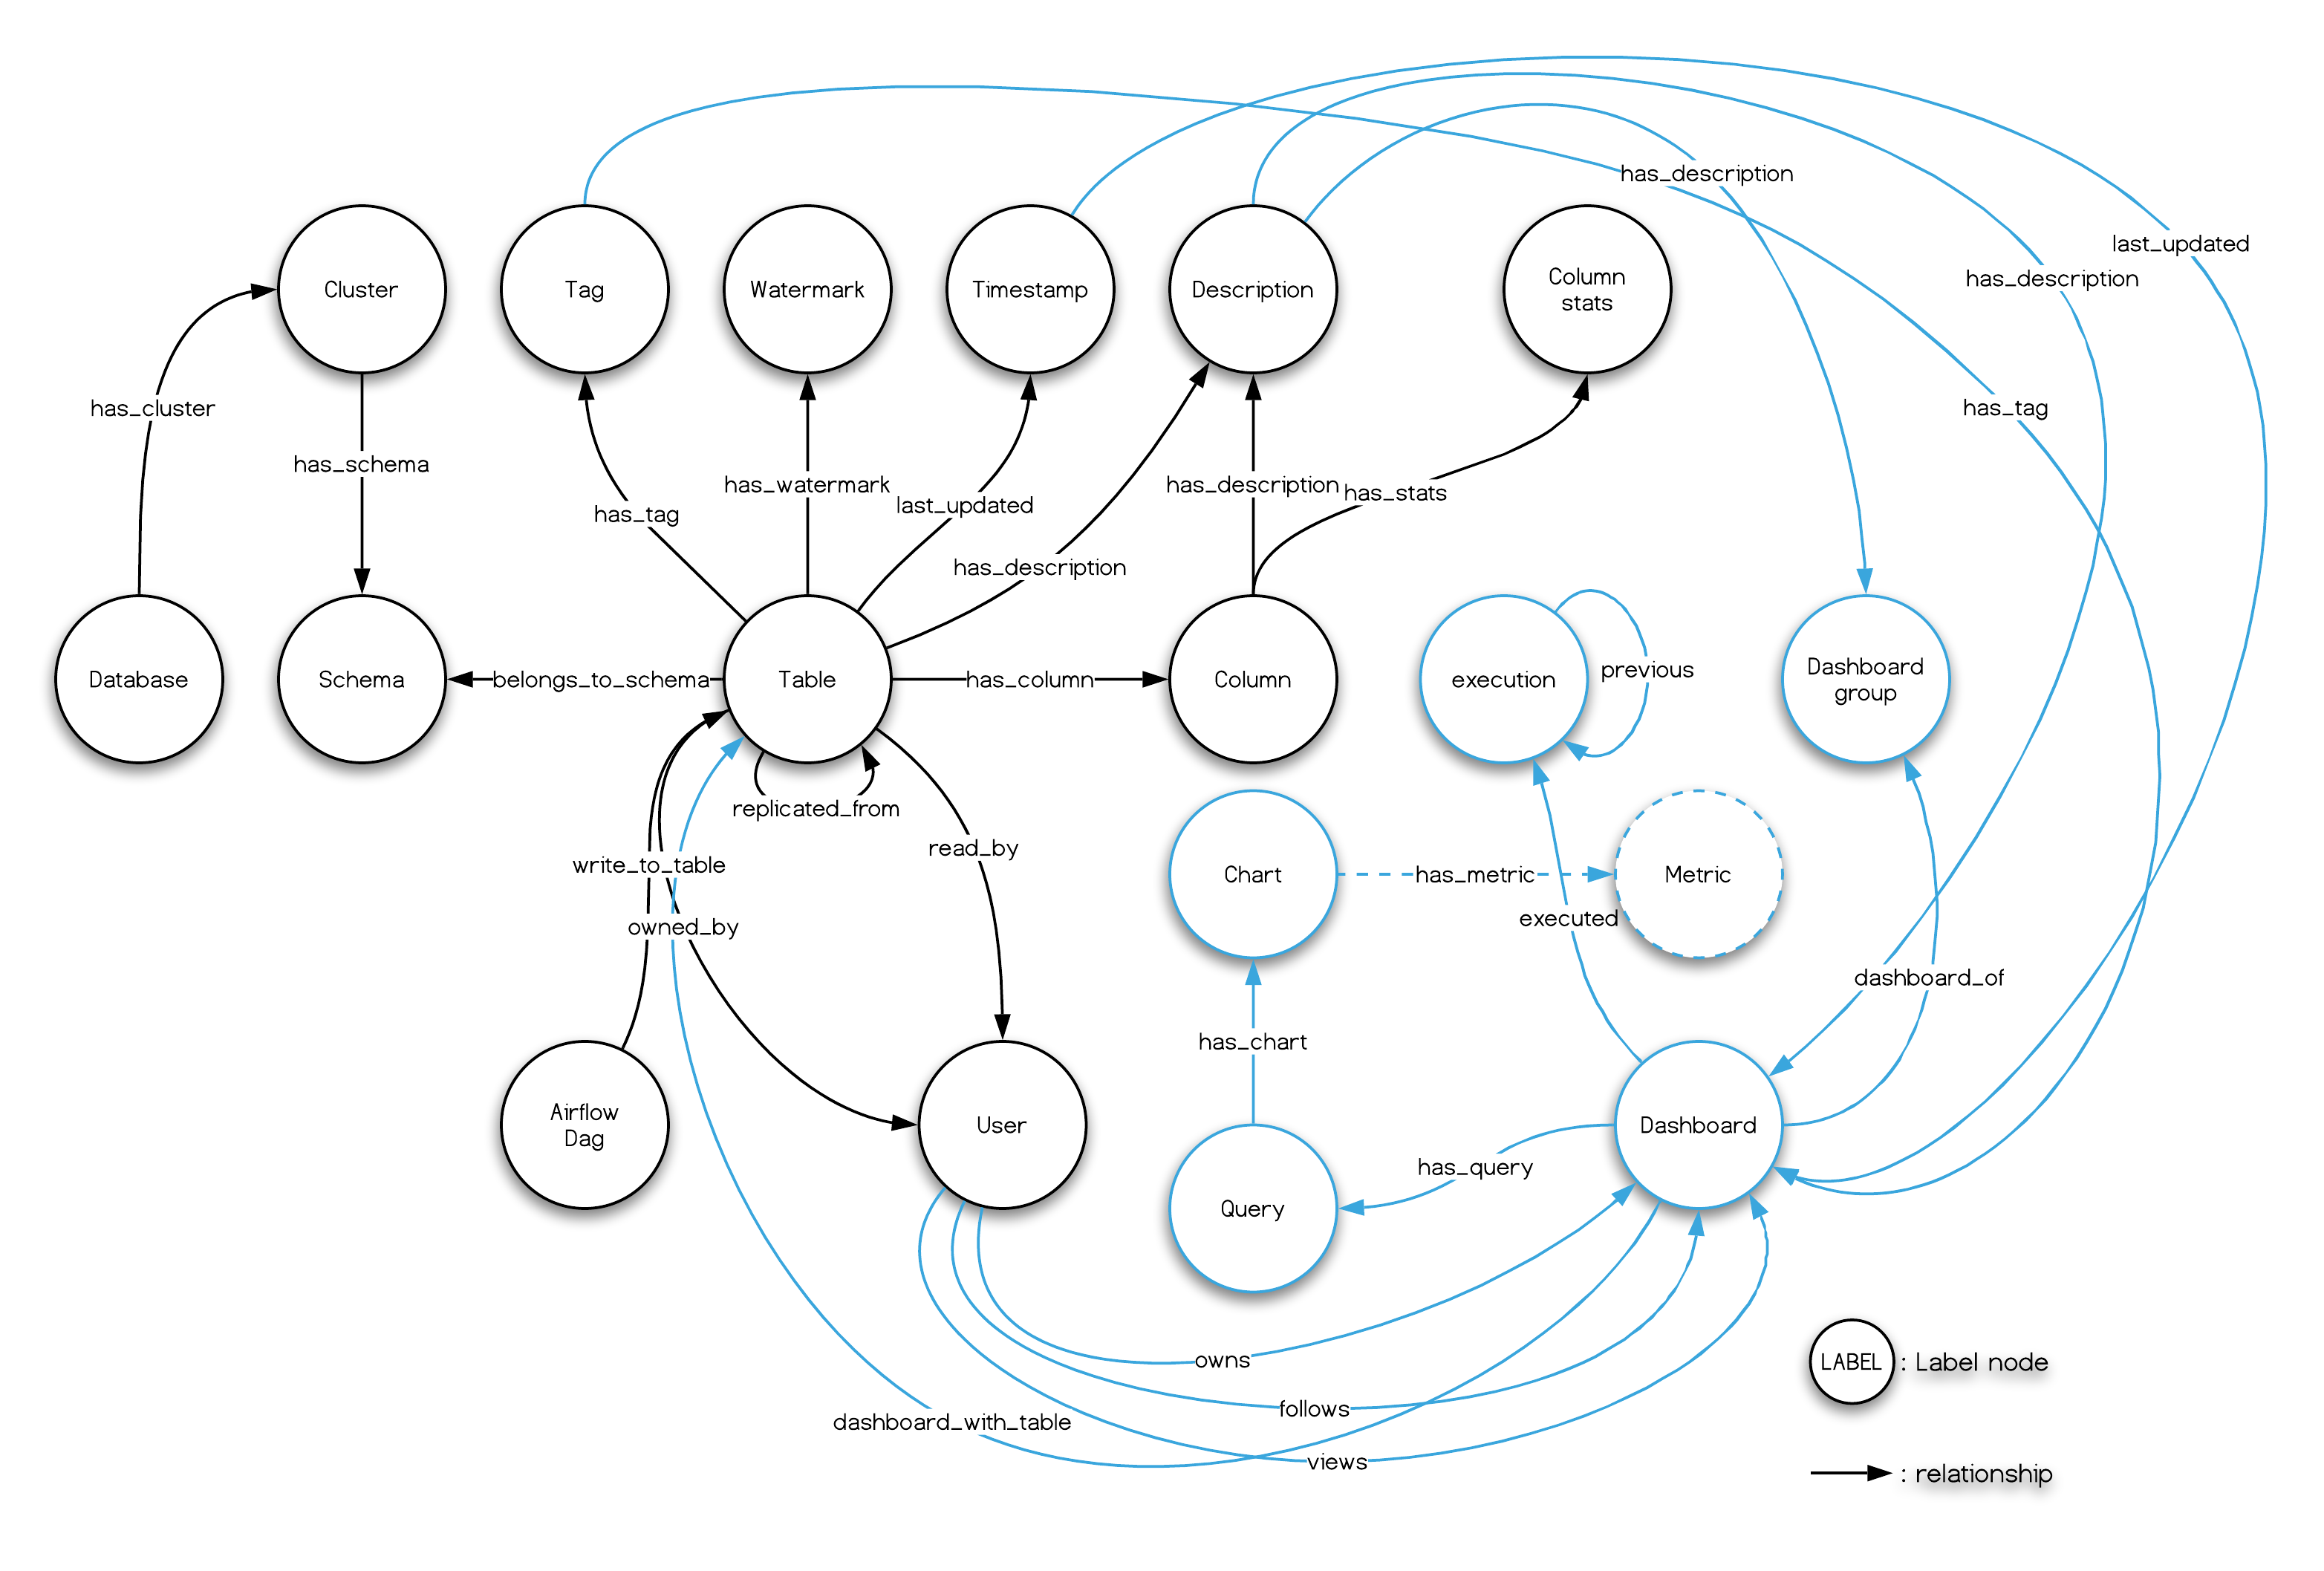 has_description
last_updated
has_description
Cluster
Tag
Watermark
Timestamp
Description
Column
stats
has_cluster
has_tag
has_schema
has_watermark
has_description
has_stats
last_updated
has_tag
has_description
Database
Schema
belongs_to_schema
Table
has_column
Column
execution
previous
Dashboard
group
replicated_from
read_by
write_to_table
Chart
has_metric
Metric
owned_by
executed
dashboard_of
has_chart
Airflow
Dag
User
Dashboard
has_query
Query
owns
follows
dashboard_with_table
views
LABEL : Label node
: relationship